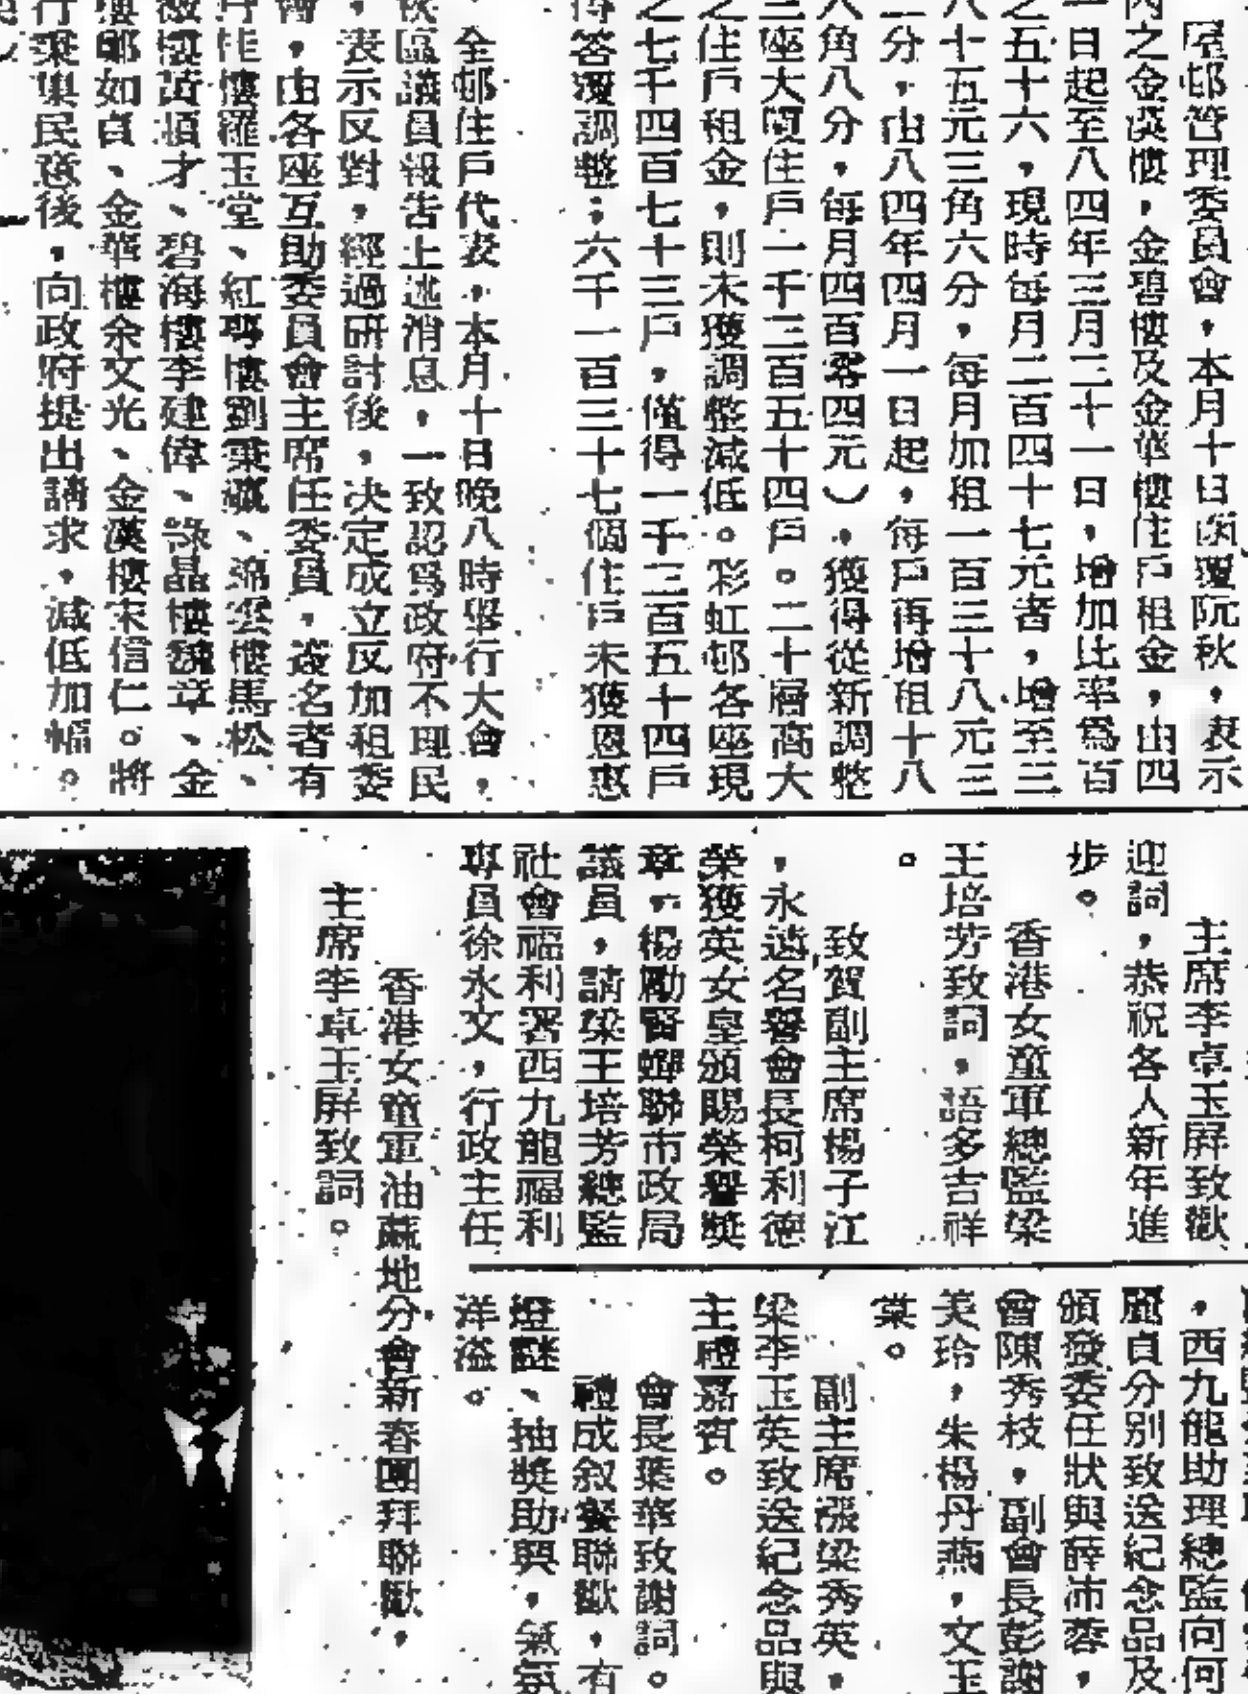 屋邨管理委員會，本月十日函覆阮秋，表示
內之金漢樓，金碧樓及金華樓住戶租金，由四
一日起至八四年三月三十一日，增加比率為百
之五十六，現時每月二百四十七元者，增至三
八十五元三角六分，每月加租一百三十八元三
二分，由八四年四月一日起，每戶再增租十八
八角八分，每月四百零四元），獲得從新調整
三座大廈住戶一千三百五十四戶。二十層高大
之住戶租金，則未獲調整減低。彩虹邨各座現
之七千四百七十三戶，僅得一千三百五十四戶
得答覆調整；六千一百三十七個住戶未獲恩惠
全邨住戶代表，本月十日晚八時舉行大會，
區議員報告上述消息，一致認為政府不理民
，表示反對，經過研討後，決定成立反加租委
會，由各座互助委員會主席任委員，簽名者有
丹桂樓羅玉堂、紅萼樓劉秉 、錦雲樓馬松、
樓黃頃才、碧海樓李建偉、綠晶樓魏章、金
樓鄭如貞、金華樓余文光、金漢樓宋信仁。將
行集民意後，向政府提出請求，減低加幅。
主席李卓玉屏致歡
迎詞，恭祝各人新年進
步。
香港女童軍總監梁
王培芳致詞，語多吉祥
。
致賀副主席楊子江
，永遠名譽會長柯利德
榮獲英女皇頒賜榮譽獎
章，楊勵賢蟬聯市政局
議員，請梁王培芳總監
社會福利署西九龍福利
專員徐永文，行政主任
香港女童軍油蔴地分會新春團拜聯歡，
主席李卓玉屏致詞。
，西九龍助理總監向何
麗貞分別致送紀念品及
頒發委任狀與薛沛蓉，
會陳秀枝，副會長彭謝
美玲，朱楊丹燕，文玉
棠。
副主席張梁秀英，
梁李玉英致送紀念品與
主禮嘉賓。
會長葉華致謝詞。
禮成叙餐聯歡，有
燈謎、抽獎助興，氣氛
洋溢。